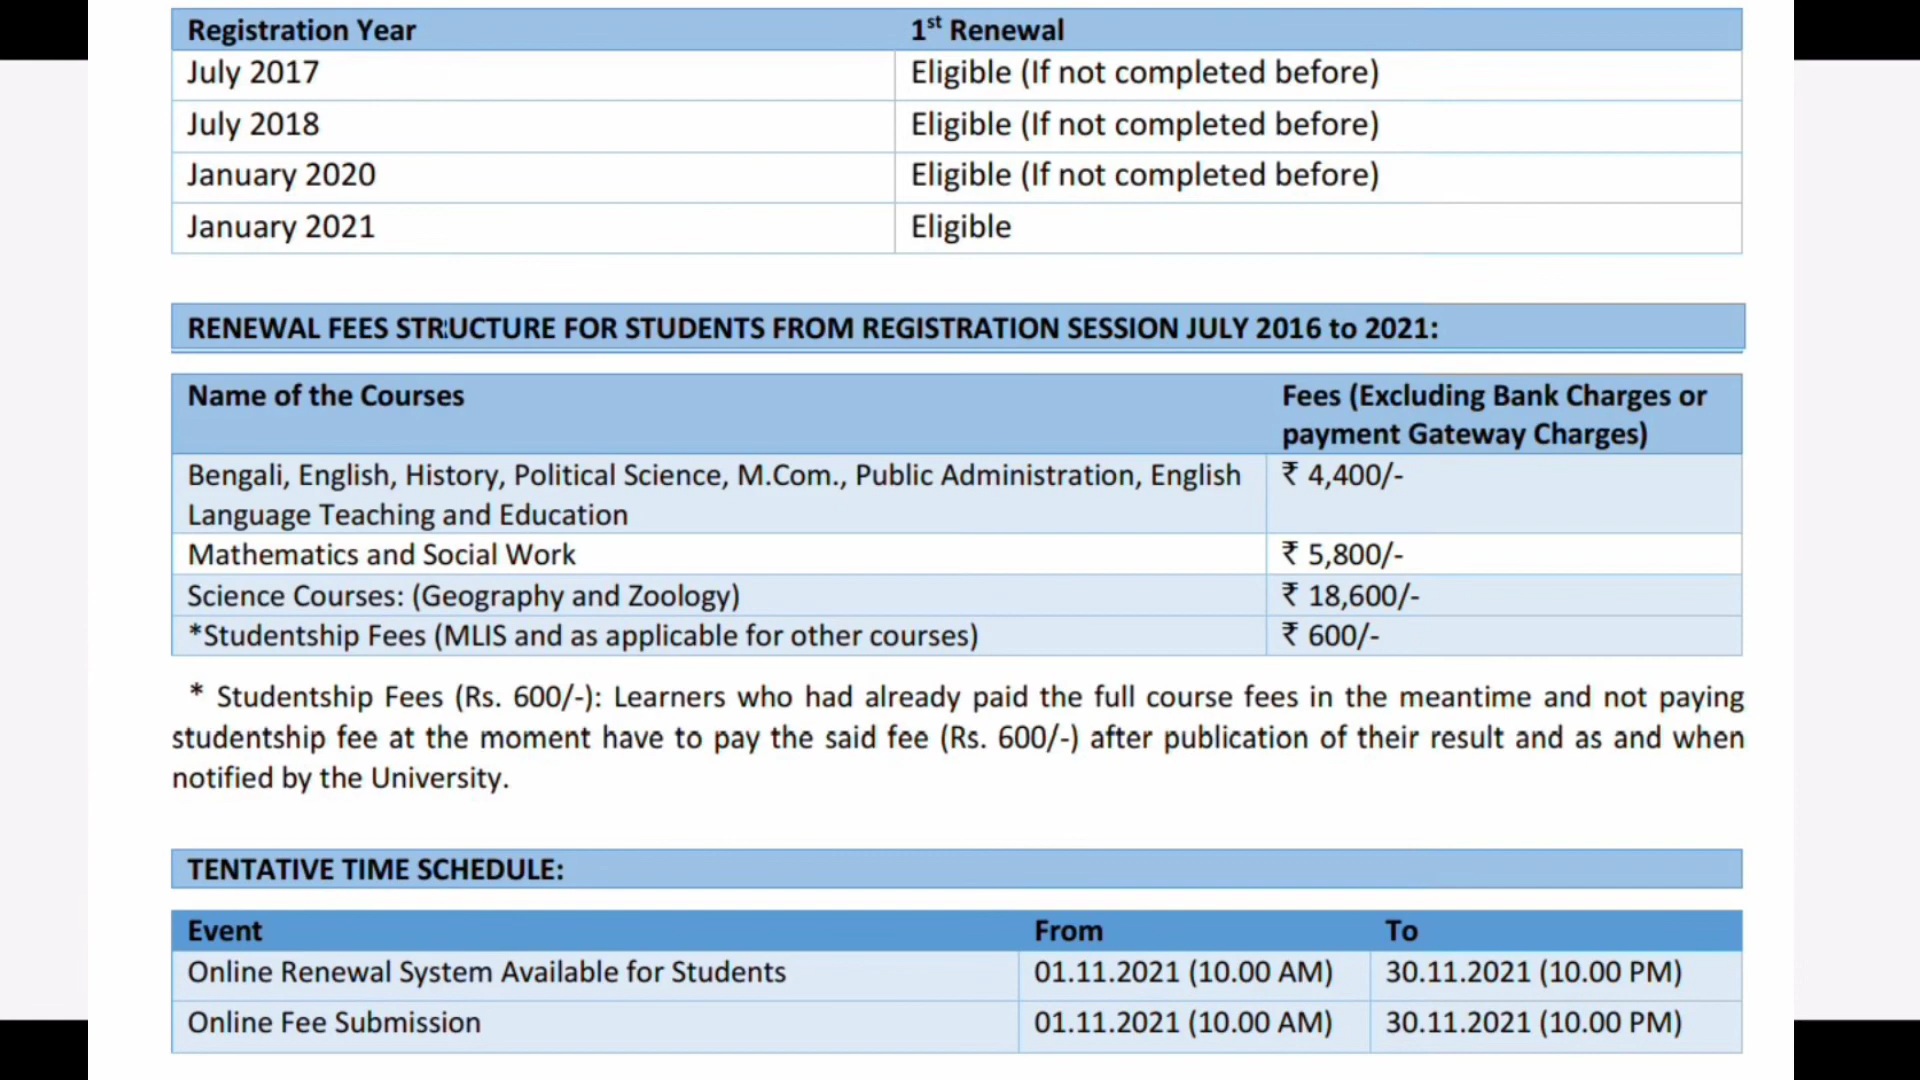 Registration Year 1st Renewal
July 2017 Eligible (If not completed before)
July 2018 Eligible (If not completed before)
January 2020 Eligible (If not completed before)
January 2021 Eligible
RENEWAL FEES STRUCTURE FOR STUDENTS FROM REGISTRATION SESSION JULY 2016 to 2021:
Name of the Courses Fees (Excluding Bank Charges or
payment Gateway Charges)
Bengali, English, History, Political Science, M.Com., Public Administration, English ₹ 4,400/-
Language Teaching and Education
Mathematics and Social Work ₹ 5,800/-
Science Courses: (Geography and Zoology) ₹ 18,600/-
*Studentship Fees (MLIS and as applicable for other courses) ₹ 600/-
* Studentship Fees (Rs. 600/-): Learners who had already paid the full course fees in the meantime and not paying
studentship fee at the moment have to pay the said fee (Rs. 600/-) after publication of their result and as and when
notified by the University.
TENTATIVE TIME SCHEDULE:
Event From To
Online Renewal System Available for Students 01.11.2021 (10.00 AM) 30.11.2021 (10.00 PM)
Online Fee Submission 01.11.2021 (10.00 AM) 30.11.2021 (10.00 PM)